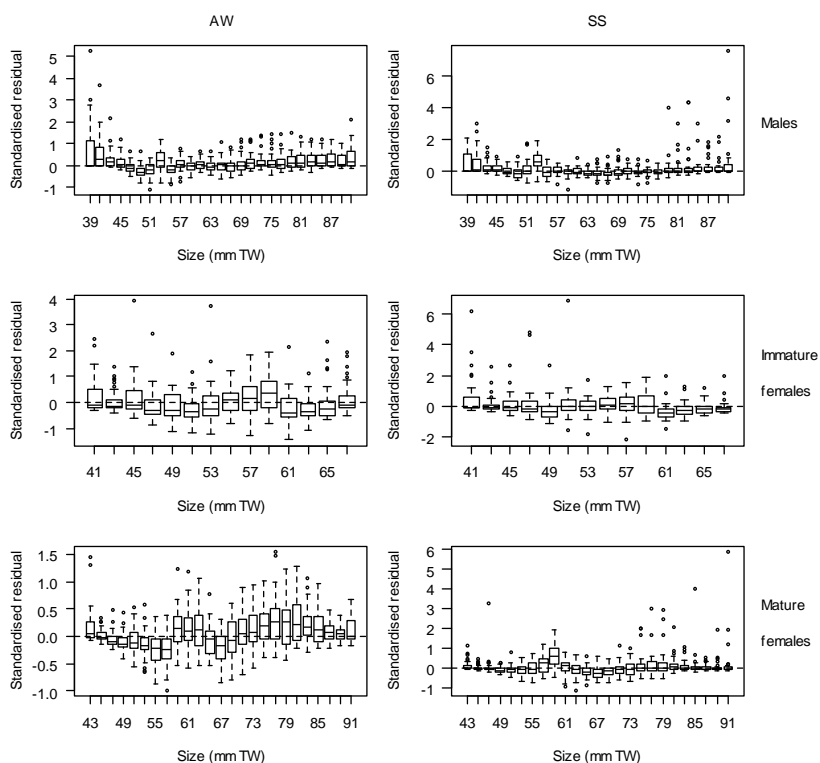 AW SS
Standardised residual
5
4
3
2
1
0
-1
39 45 51 57 63 69 75 81 87
Size (mm TW)
Standardised residual
6
4
2
0
39 45 51 57 63 69 75 81 87
Size (mm TW)
Males
Standardised residual
4
3
2
1
0
-1
41 45 49 53 57 61 65
Size (mm TW)
Standardised residual
6
4
2
0
-2
41 45 49 53 57 61 65
Size (mm TW)
Immature
females
Standardised residual
1.5
1.0
0.5
0.0
-0.5
-1.0
43 49 55 61 67 73 79 85 91
Size (mm TW)
Standardised residual
6
5
4
3
2
1
0
-1
43 49 55 61 67 73 79 85 91
Size (mm TW)
Mature
females